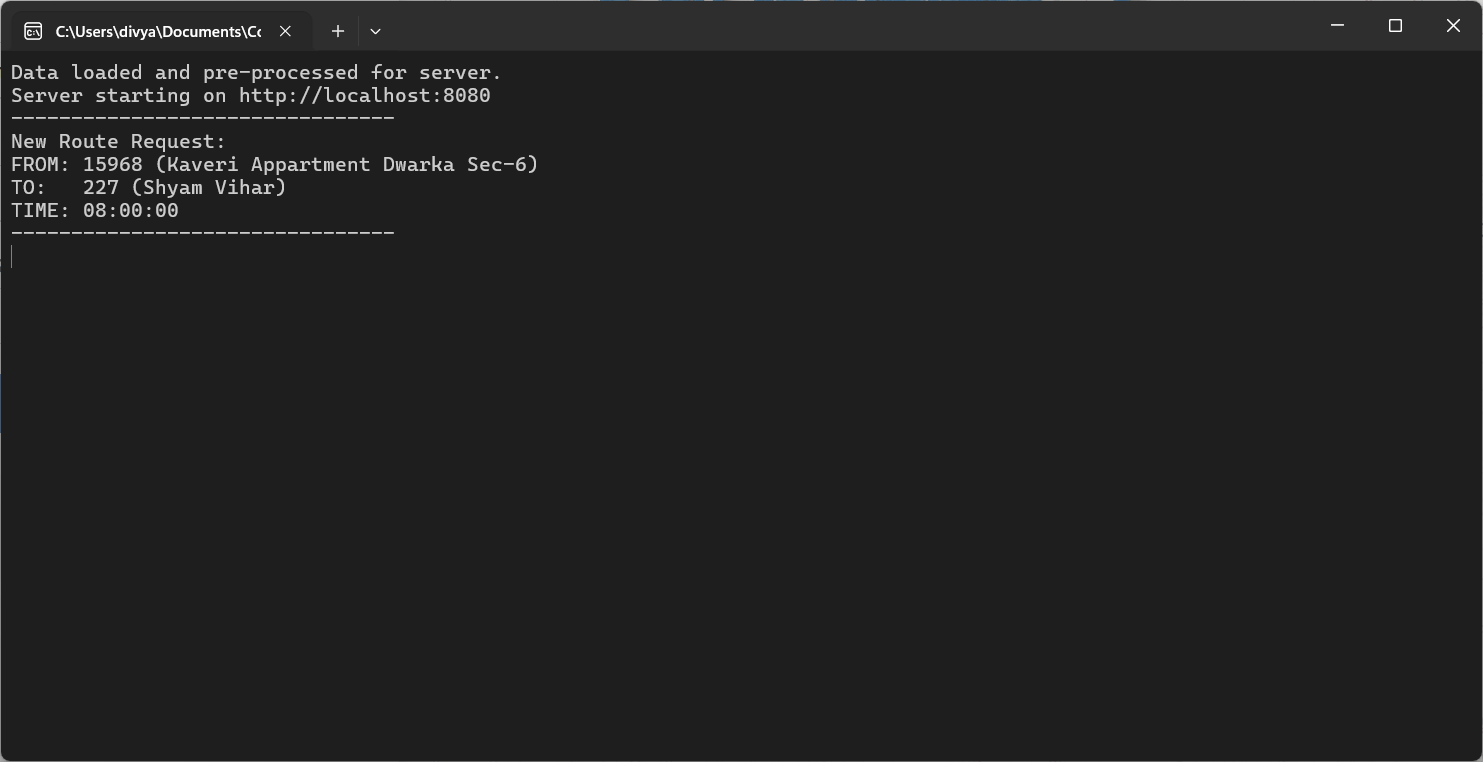 C:\Users\divya\Documents\Co
Data loaded and pre-processed for server.
Server starting on http://localhost:8080
--------------------------------
New Route Request:
FROM: 15968 (Kaveri Appartment Dwarka Sec-6)
TO:   227 (Shyam Vihar)
TIME: 08:00:00
--------------------------------